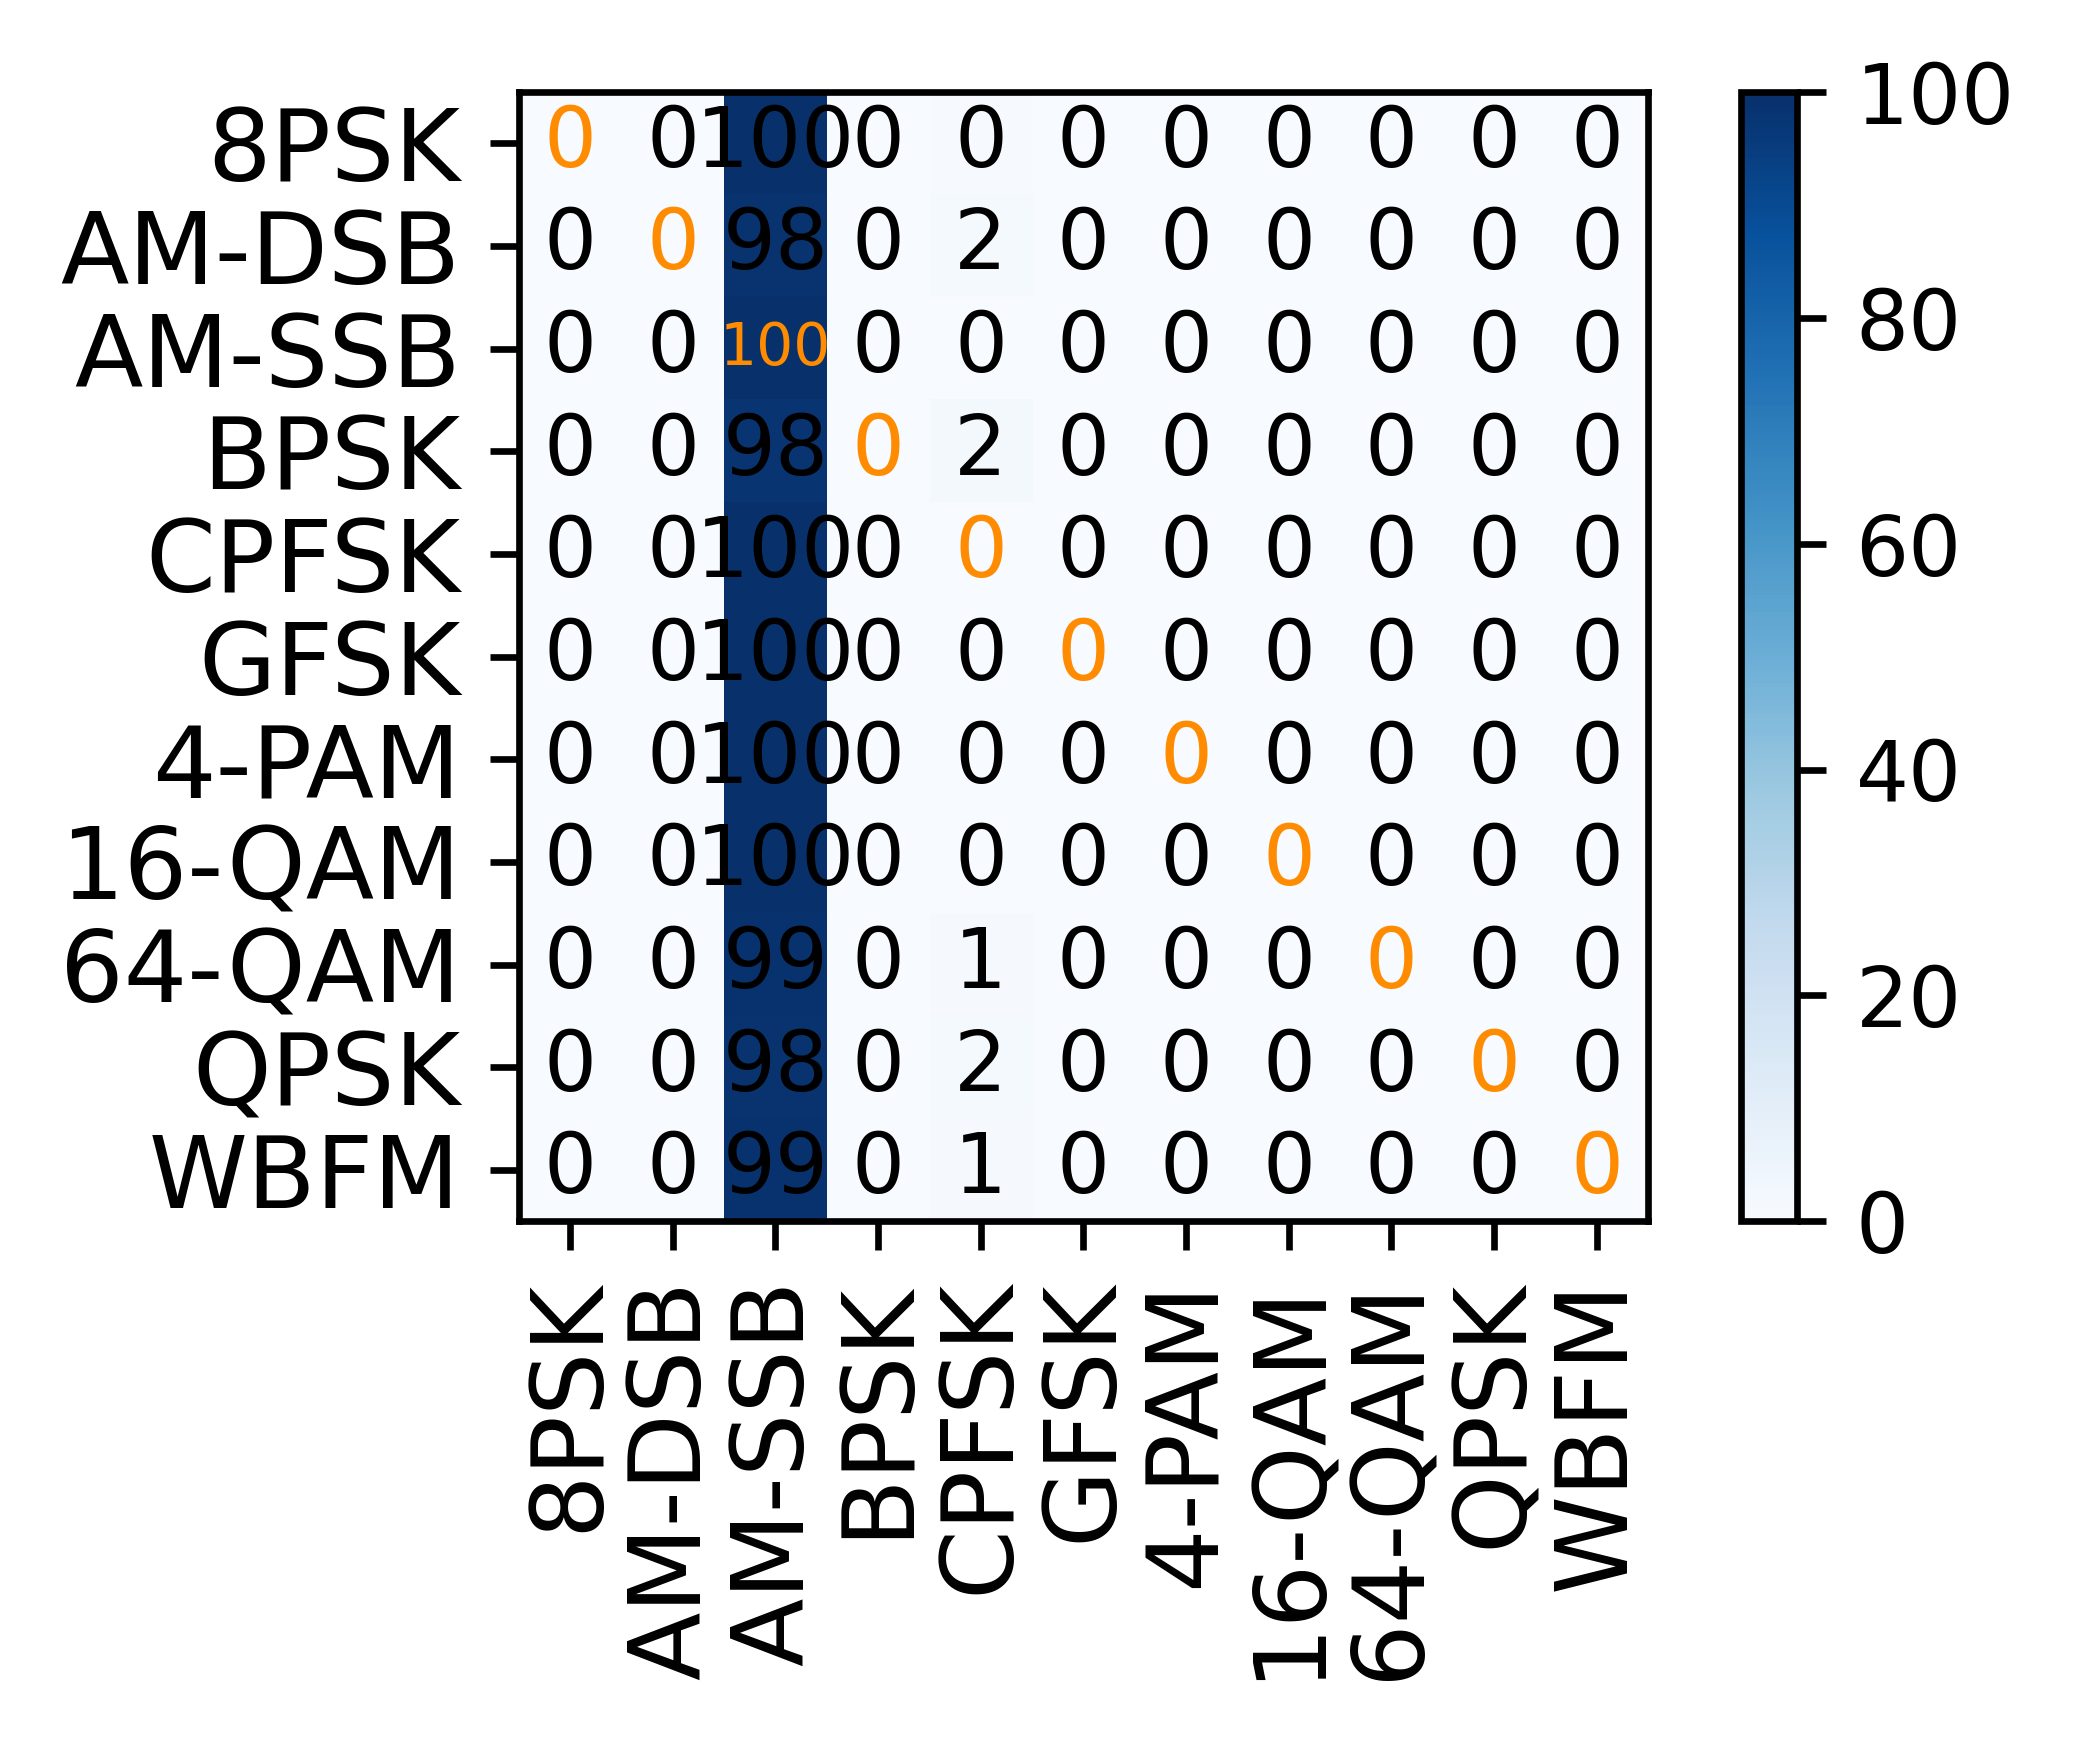 8PSK 0 0 100 0 0 0 0 0 0 0 0
AM-DSB 0 0 98 0 2 0 0 0 0 0 0
AM-SSB 0 0 100 0 0 0 0 0 0 0 0
BPSK 0 0 98 0 2 0 0 0 0 0 0
CPFSK 0 0 100 0 0 0 0 0 0 0 0
GFSK 0 0 100 0 0 0 0 0 0 0 0
4-PAM 0 0 100 0 0 0 0 0 0 0 0
16-QAM 0 0 100 0 0 0 0 0 0 0 0
64-QAM 0 0 99 0 1 0 0 0 0 0 0
QPSK 0 0 98 0 2 0 0 0 0 0 0
WBFM 0 0 99 0 1 0 0 0 0 0 0
8PSK
AM-DSB
AM-SSB
BPSK
CPFSK
GFSK
4-PAM
16-QAM
64-QAM
QPSK
WBFM
100
80
60
40
20
0